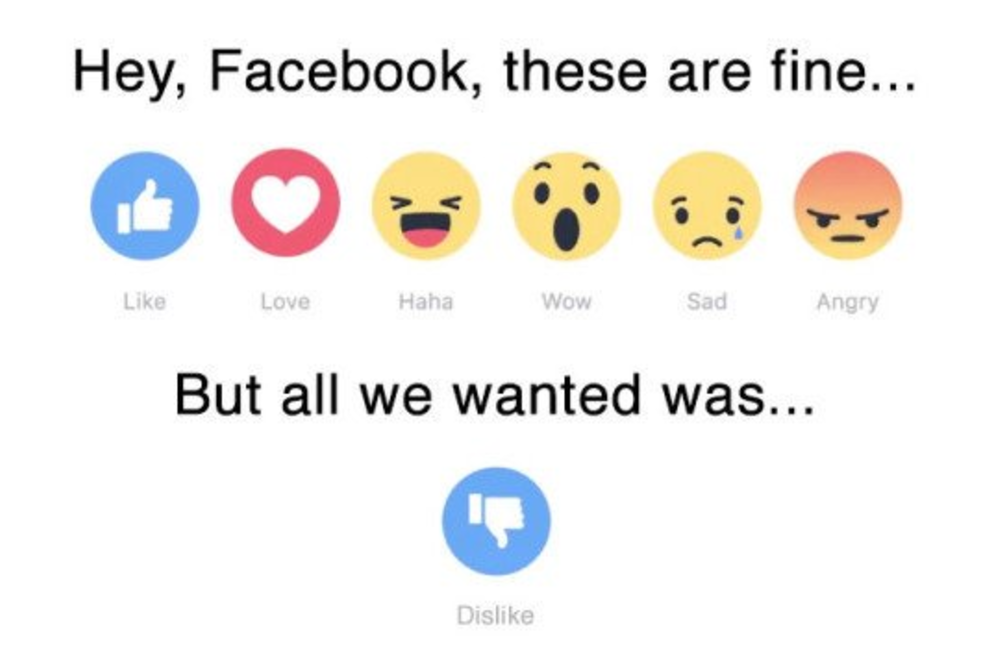 Hey, Facebook, these are fine...
Like Love Haha Wow Sad Angry
But all we wanted was...
Dislike